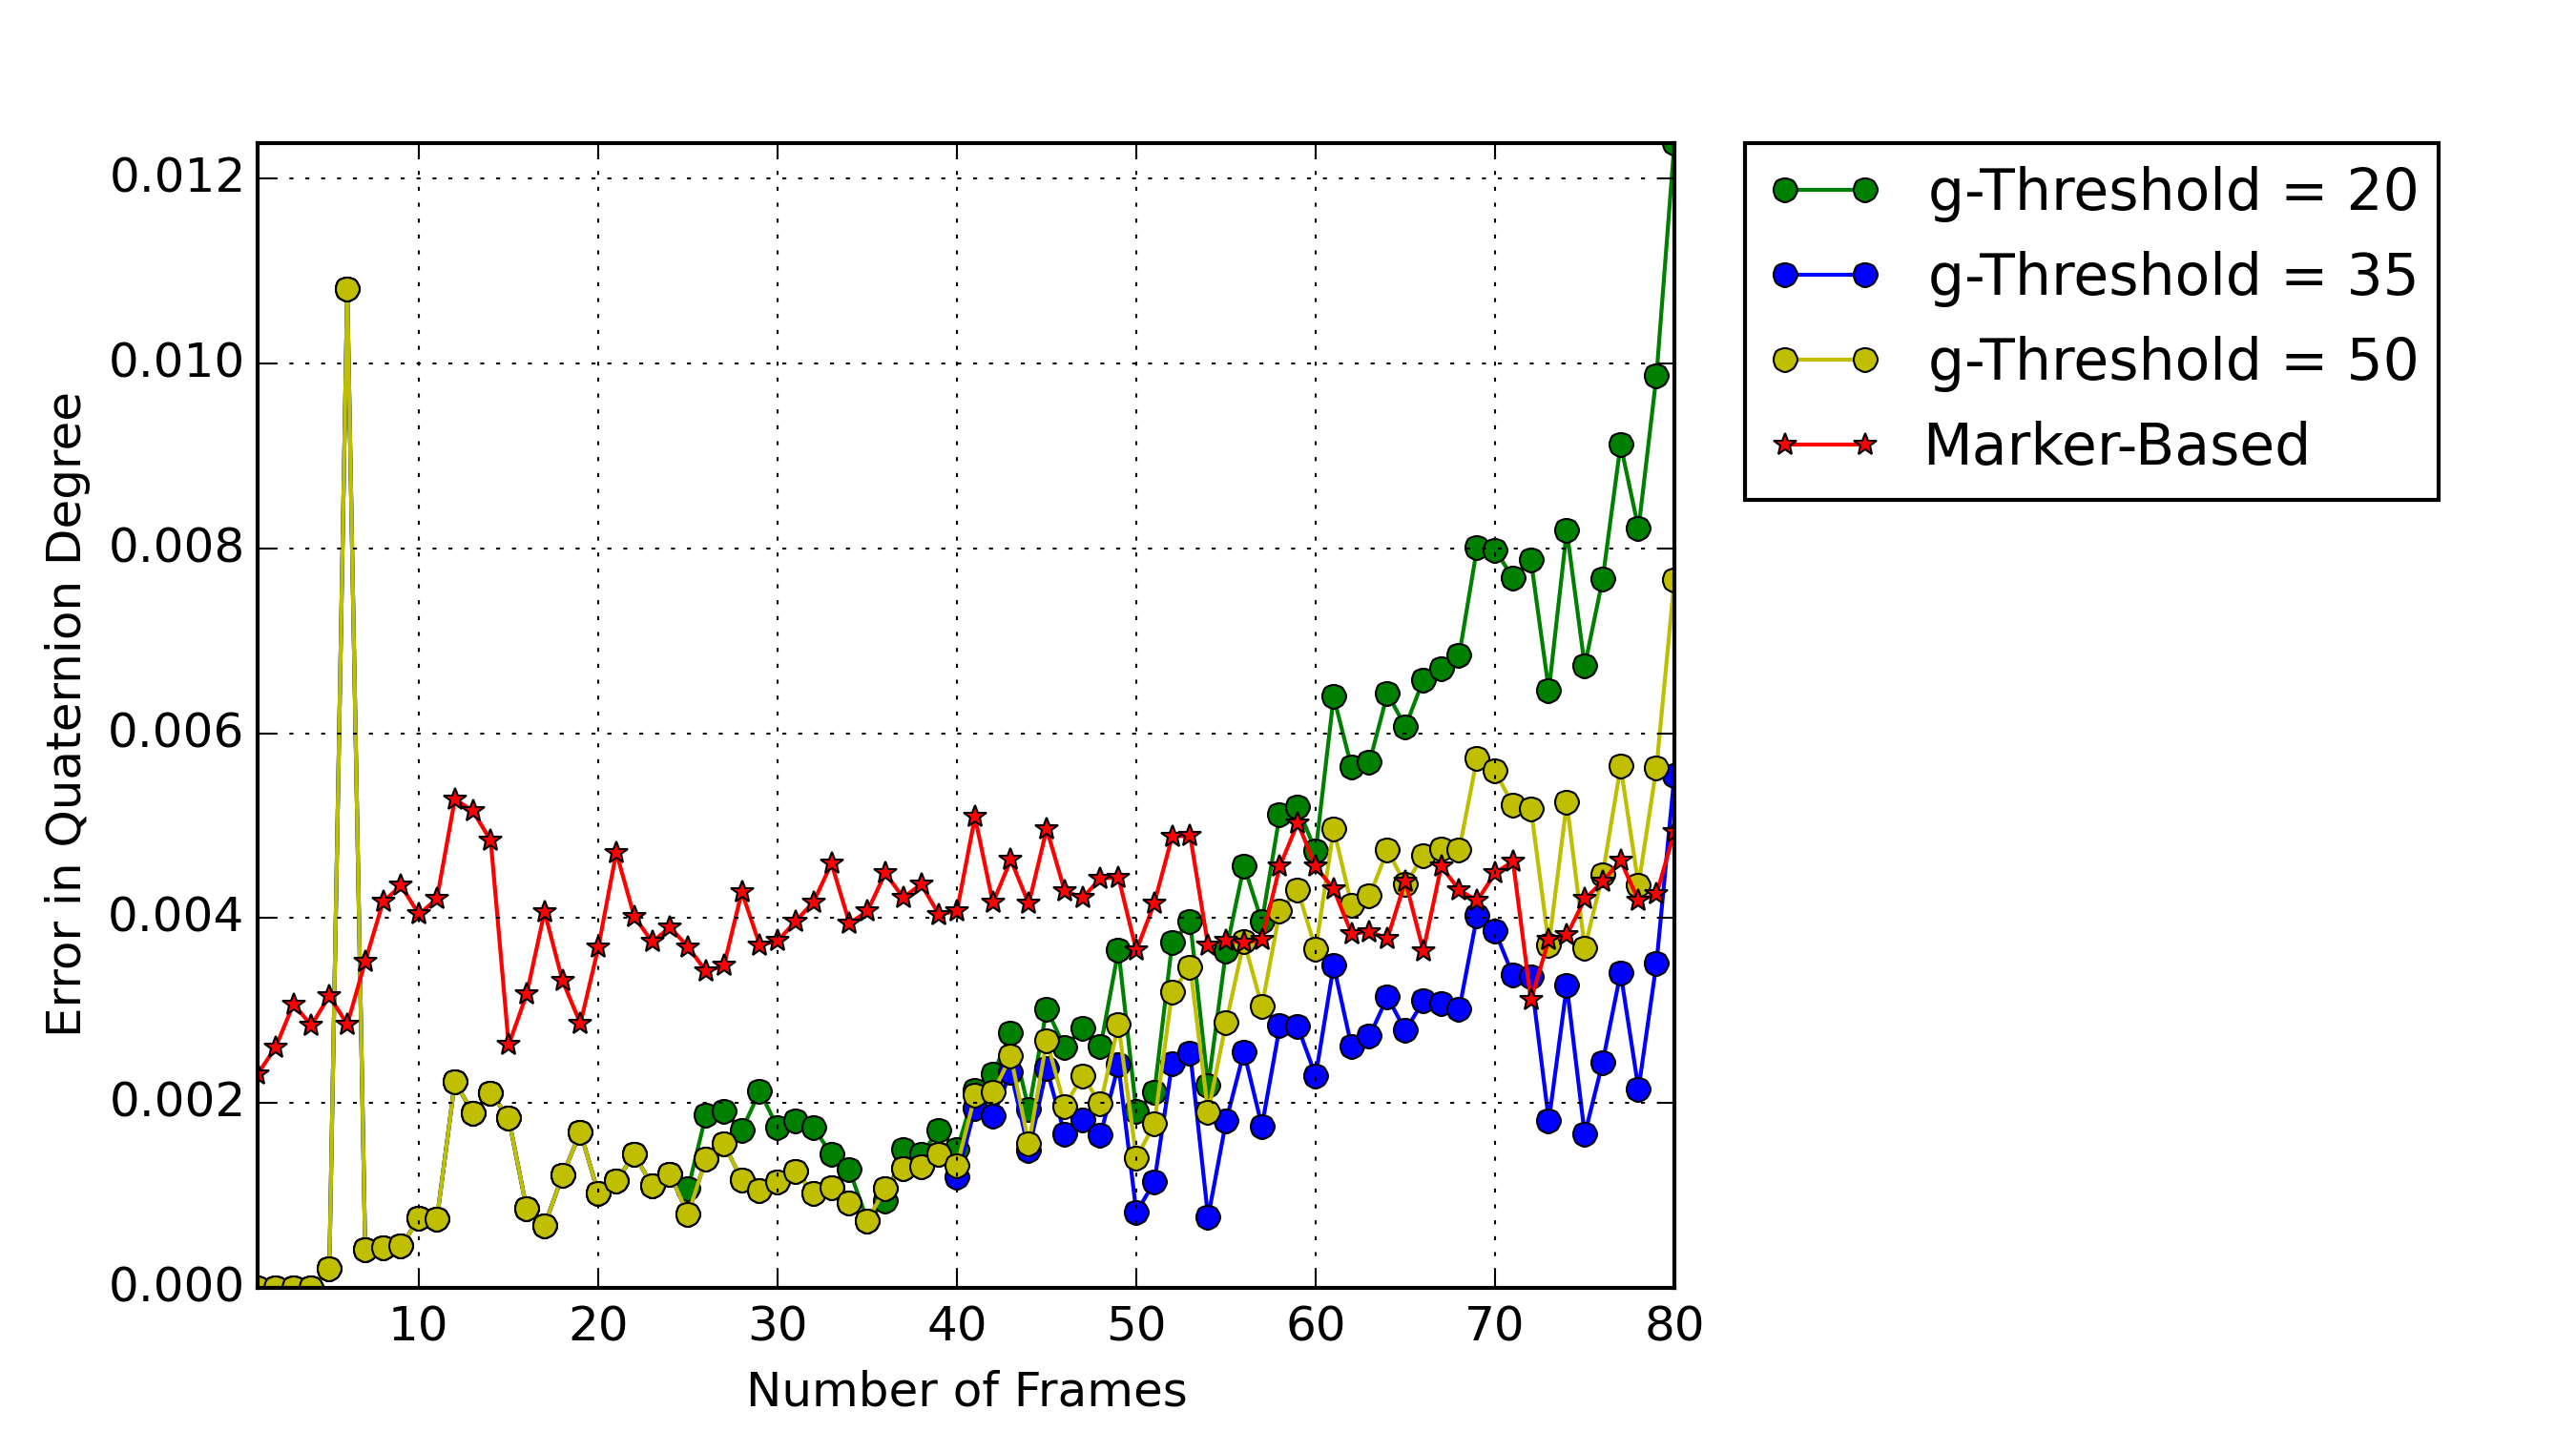 0.012
0.010
0.008
0.006
0.004
0.002
0.000
Error in Quaternion Degree
10 20 30 40 50 60 70 80
Number of Frames
g-Threshold = 20
g-Threshold = 35
g-Threshold = 50
Marker-Based